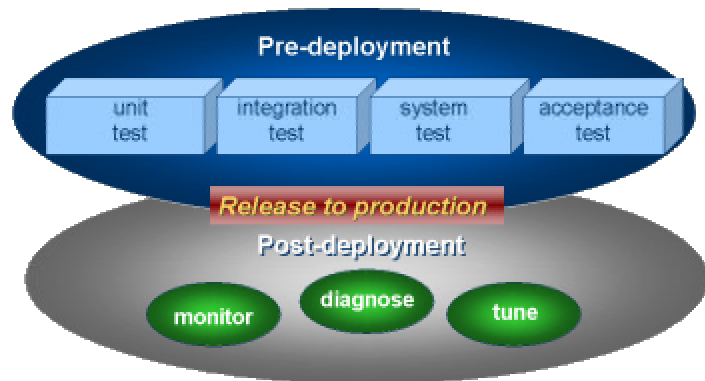 Pre-deployment
unit
test
integration
test
system
test
acceptance
test
Release to production
Post-deployment
monitor
diagnose
tune